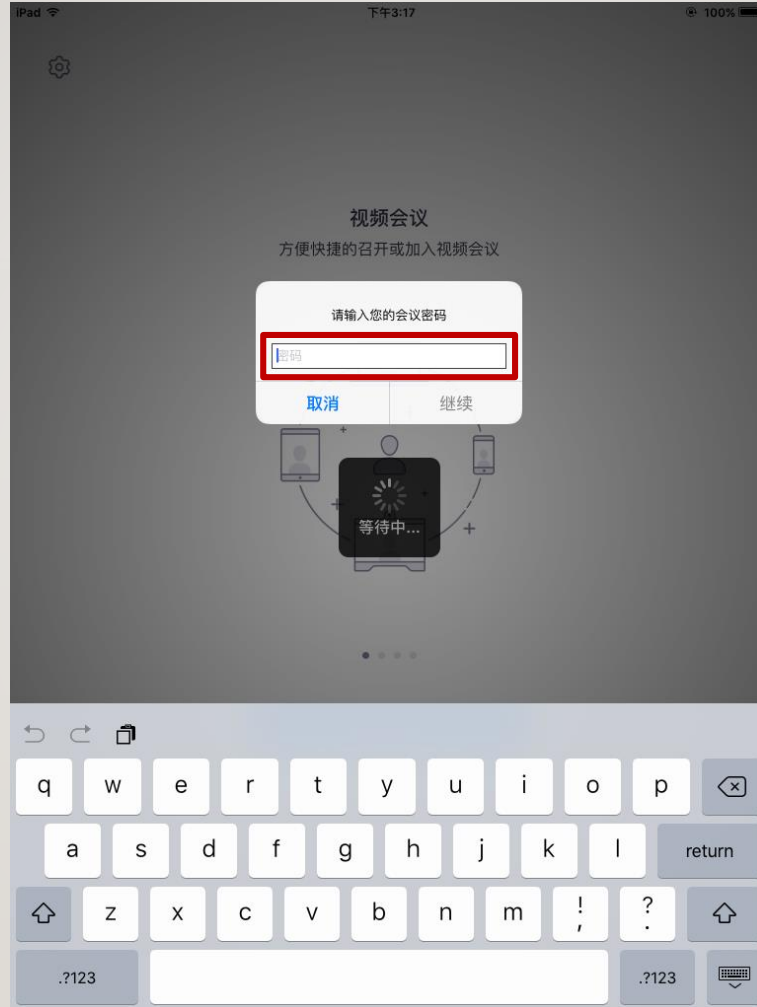 iPad 下午3:17 100%
视频会议
方便快捷的召开或加入视频会议
请输入您的会议密码
密码
取消 继续
等待中...
q w e r t y u i o p
a s d f g h j k l return
z x c v b n m ! , ? .
.?123 .?123